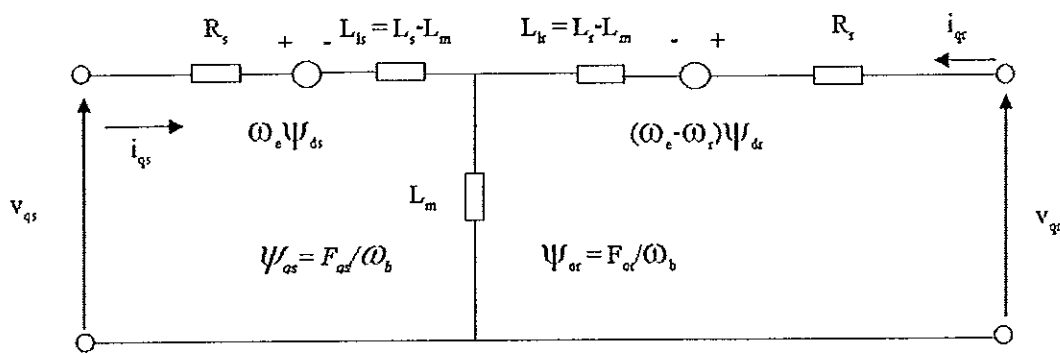 R_s + - L_ls = L_s-L_m L_lr = L_r-L_m - + R_r i_qr
ω_e ψ_ds (ω_e-ω_r)ψ_dr
i_qs
L_m
v_qs v_qr
ψ_qs = F_qs/ω_b ψ_qr = F_qr/ω_b